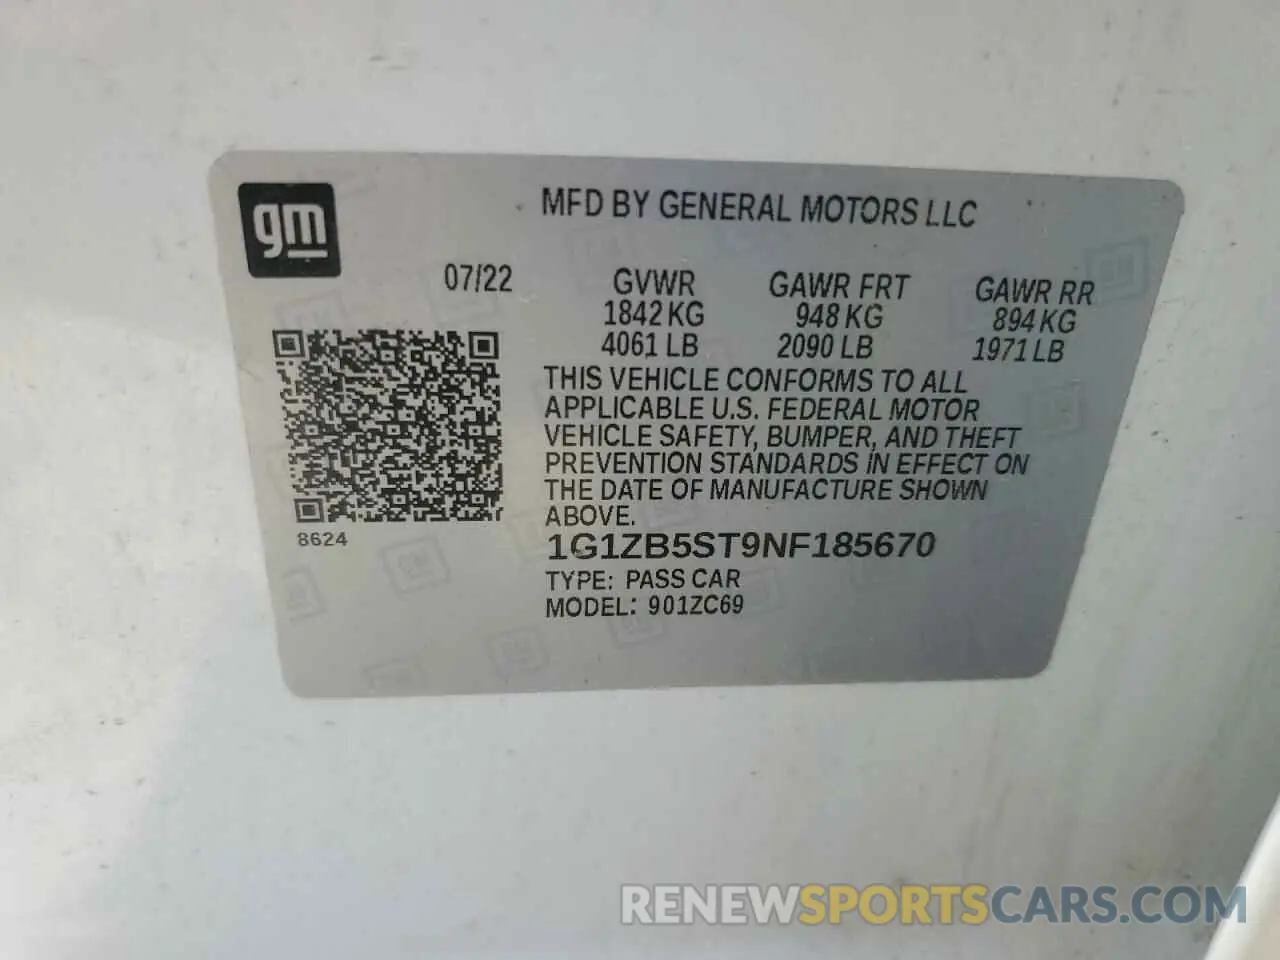 gm
MFD BY GENERAL MOTORS LLC
07/22 GVWR GAWR FRT GAWR RR
1842 KG 948 KG 894 KG
4061 LB 2090 LB 1971 LB
THIS VEHICLE CONFORMS TO ALL
APPLICABLE U.S. FEDERAL MOTOR
VEHICLE SAFETY, BUMPER, AND THEFT
PREVENTION STANDARDS IN EFFECT ON
THE DATE OF MANUFACTURE SHOWN
ABOVE.
8624
1G1ZB5ST9NF185670
TYPE: PASS CAR
MODEL: 901ZC69
RENEWSPORTSCARS.COM